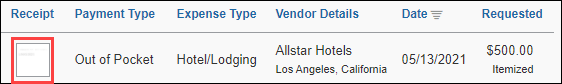 Receipt Payment Type Expense Type Vendor Details Date Requested
Out of Pocket Hotel/Lodging Allstar Hotels 05/13/2021 $500.00
Los Angeles, California Itemized